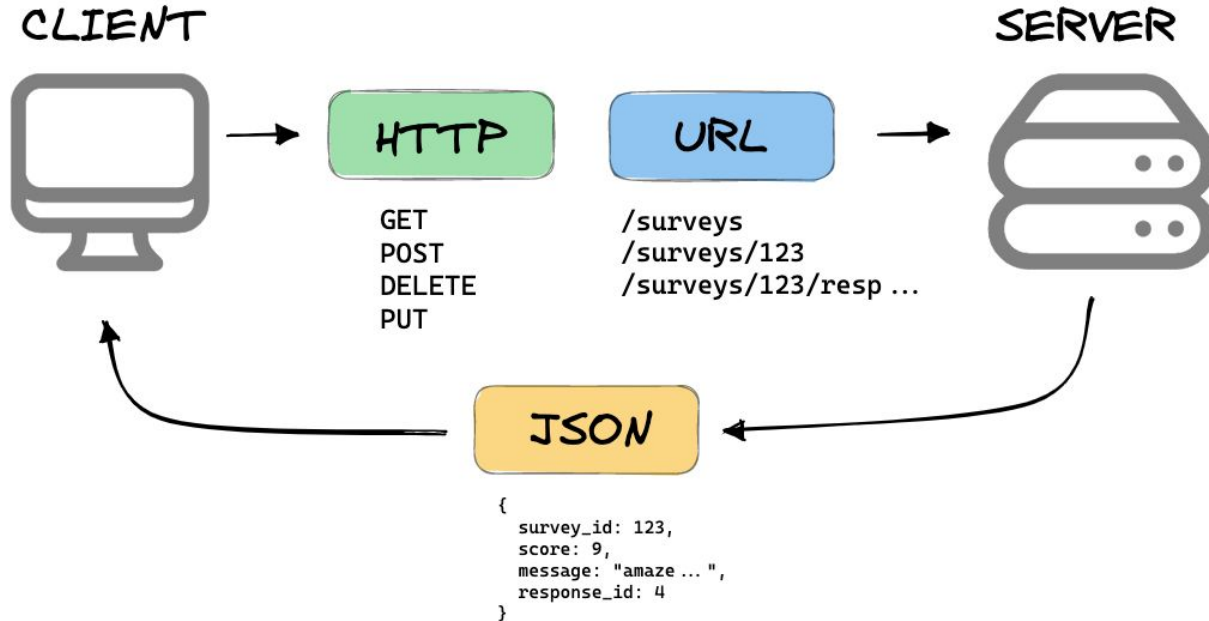 CLIENT
SERVER
HTTP
URL
GET
POST
DELETE
PUT
/surveys
/surveys/123
/surveys/123/resp ...
JSON
{
  survey_id: 123,
  score: 9,
  message: "amaze ... ",
  response_id: 4
}